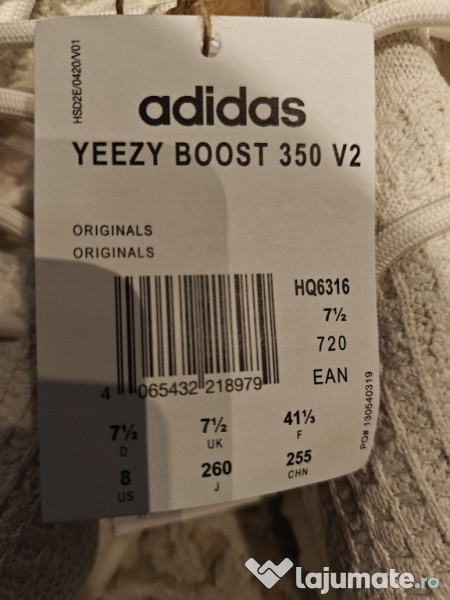 HSD2E/0420/V01
adidas
YEEZY BOOST 350 V2
ORIGINALS
ORIGINALS
HQ6316
7½
720
EAN
4 065432 218979
PO# 130540319
7½ 7½ 41⅓
D UK F
8 260 255
US J CHN
lajumate.ro